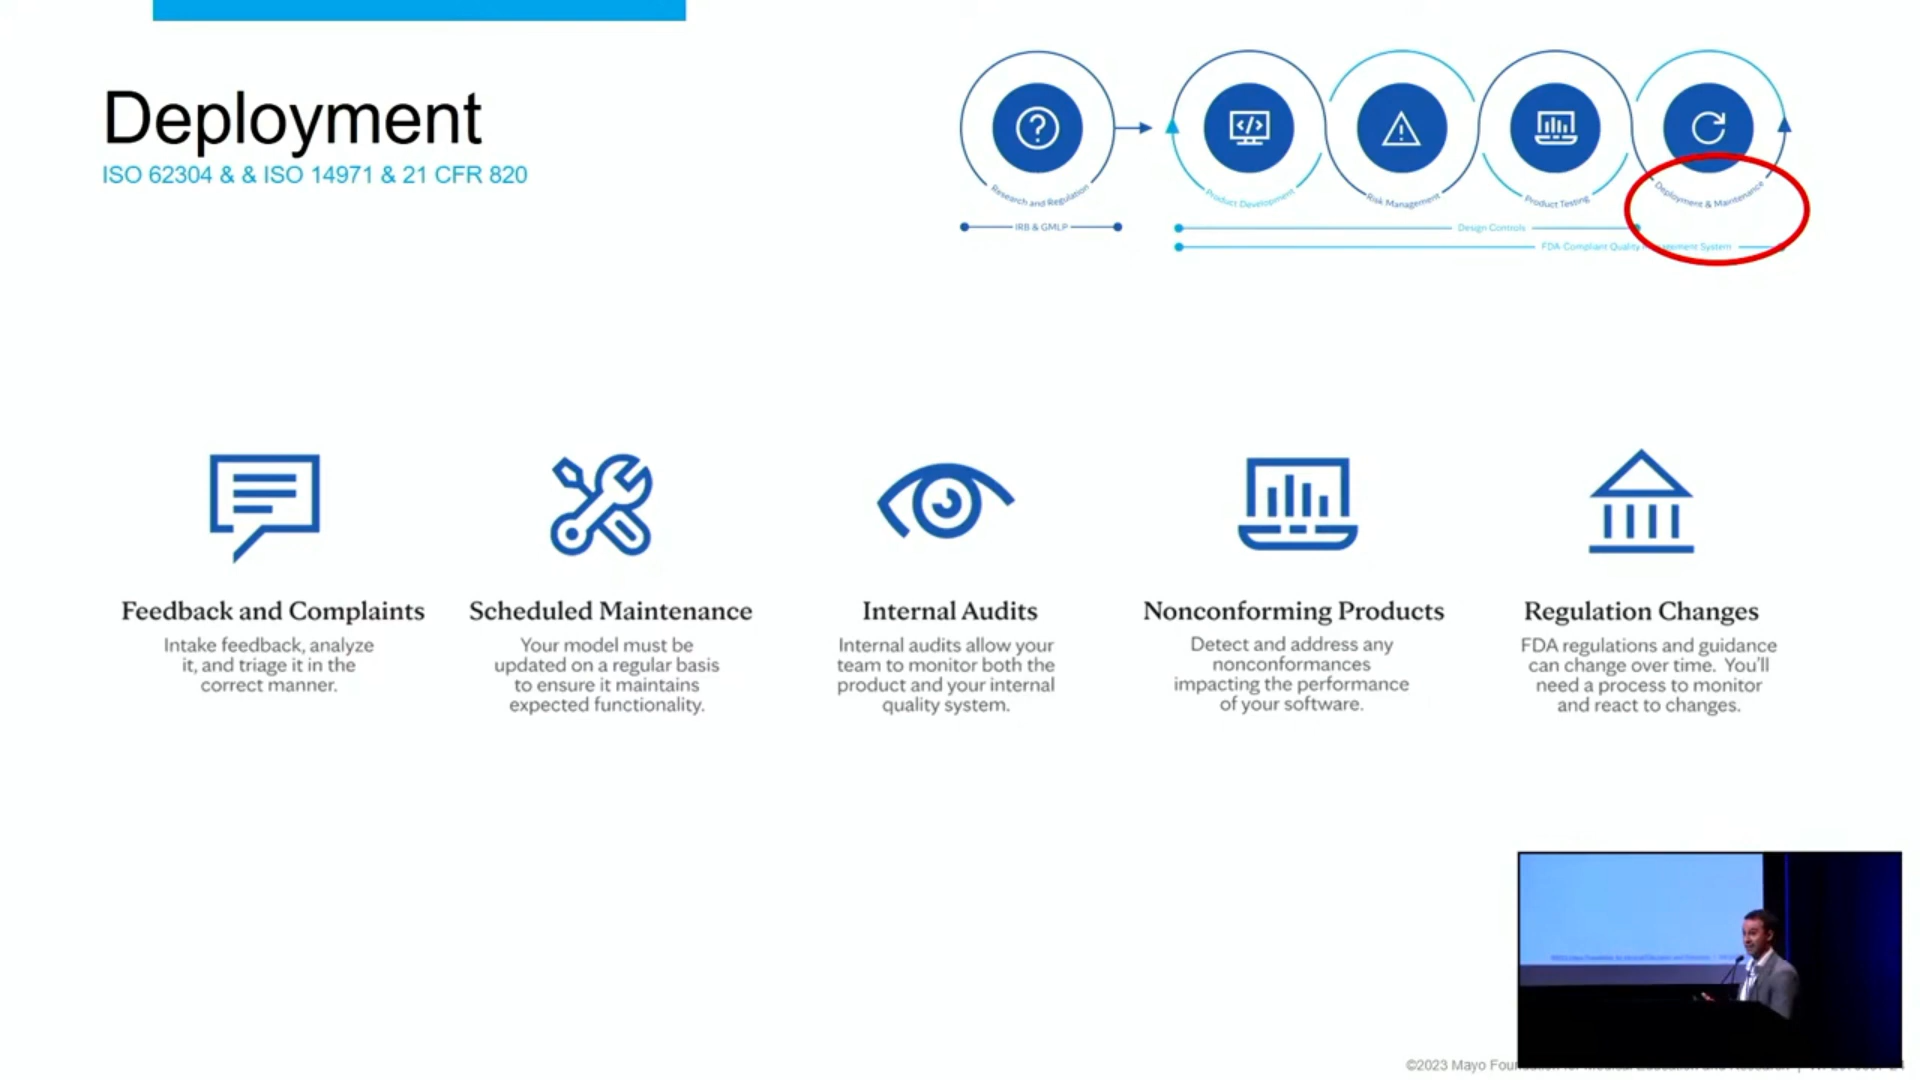 Deployment
ISO 62304 & & ISO 14971 & 21 CFR 820
Research and Regulation
Product Development
Risk Management
Product Testing
Deployment & Maintenance
IRB & GMLP
Design Controls
FDA Compliant Quality System
Feedback and Complaints
Intake feedback, analyze
it, and triage it in the
correct manner.
Scheduled Maintenance
Your model must be
updated on a regular basis
to ensure it maintains
expected functionality.
Internal Audits
Internal audits allow your
team to monitor both the
product and your internal
quality system.
Nonconforming Products
Detect and address any
nonconformances
impacting the performance
of your software.
Regulation Changes
FDA regulations and guidance
can change over time. You'll
need a process to monitor
and react to changes.
©2023 Mayo